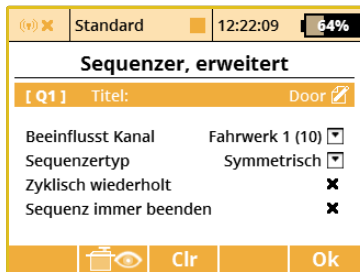 Standard 12:22:09 64%
Sequenzer, erweitert
[ Q1 ] Titel: Door
Beeinflusst Kanal Fahrwerk 1 (10)
Sequenzertyp Symmetrisch
Zyklisch wiederholt
Sequenz immer beenden
Clr Ok